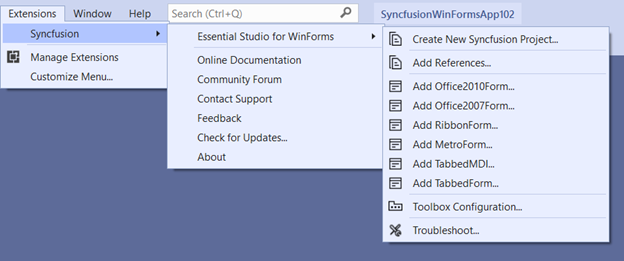 Extensions Window Help Search (Ctrl+Q) SyncfusionWinFormsApp102
Syncfusion
Manage Extensions
Customize Menu...
Essential Studio for WinForms
Online Documentation
Community Forum
Contact Support
Feedback
Check for Updates...
About
Create New Syncfusion Project...
Add References...
Add Office2010Form...
Add Office2007Form...
Add RibbonForm...
Add MetroForm...
Add TabbedMDI...
Add TabbedForm...
Toolbox Configuration...
Troubleshoot...